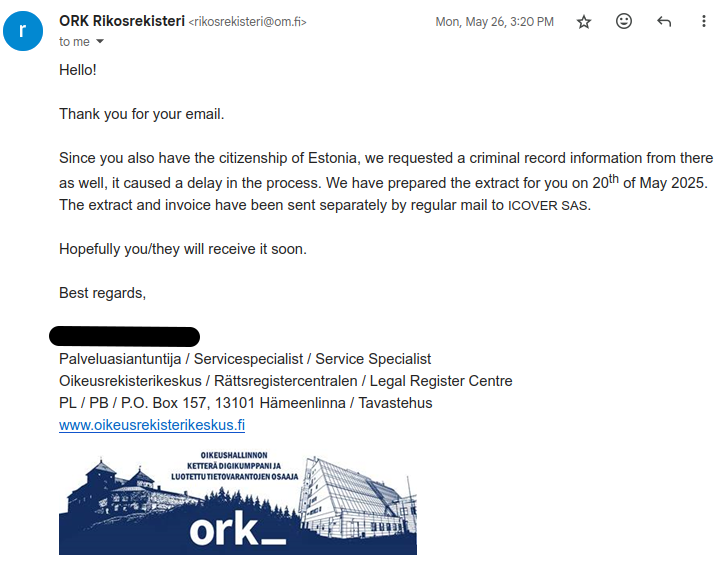 ORK Rikosrekisteri <rikosrekisteri@om.fi>
Mon, May 26, 3:20 PM
to me
r
Hello!
Thank you for your email.
Since you also have the citizenship of Estonia, we requested a criminal record information from there
as well, it caused a delay in the process. We have prepared the extract for you on 20th of May 2025.
The extract and invoice have been sent separately by regular mail to ICOVER SAS.
Hopefully you/they will receive it soon.
Best regards,
Palveluasiantuntija / Servicespecialist / Service Specialist
Oikeusrekisterikeskus / Rättsregistercentralen / Legal Register Centre
PL / PB / P.O. Box 157, 13101 Hämeenlinna / Tavastehus
www.oikeusrekisterikeskus.fi
OIKEUSHALLINNON
KETTERÄ DIGIKUMPPANI JA
LUOTETTU TIETOVARANTOJEN OSAAJA
ork_